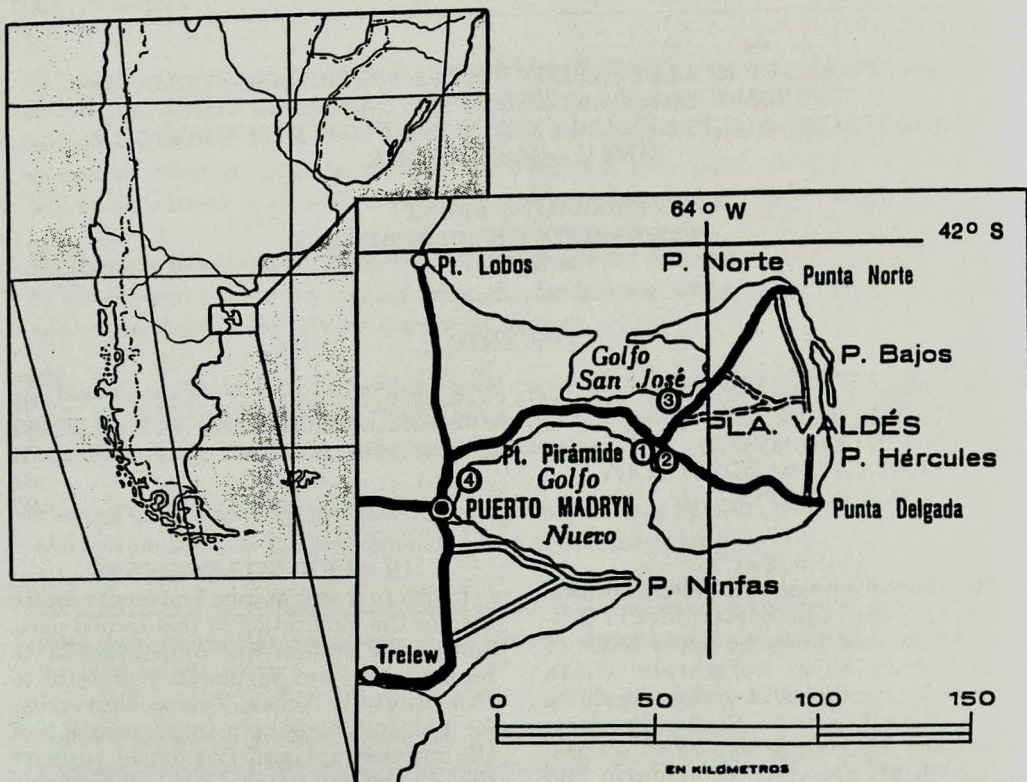 64° W
42° S
Pt. Lobos
P. Norte
Punta Norte
Golfo
San José
P. Bajos
3
PLA. VALDÉS
Pt. Pirámide
1
2
P. Hércules
4
Golfo
PUERTO MADRYN
Nuevo
Punta Delgada
P. Ninfas
Trelew
0 50 100 150
EN KILOMETROS